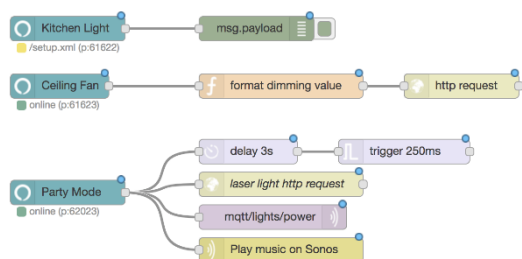 Kitchen Light
msg.payload
/setup.xml (p:61622)
Ceiling Fan
format dimming value
http request
online (p:61623)
delay 3s
trigger 250ms
Party Mode
laser light http request
online (p:62023)
mqtt/lights/power
Play music on Sonos